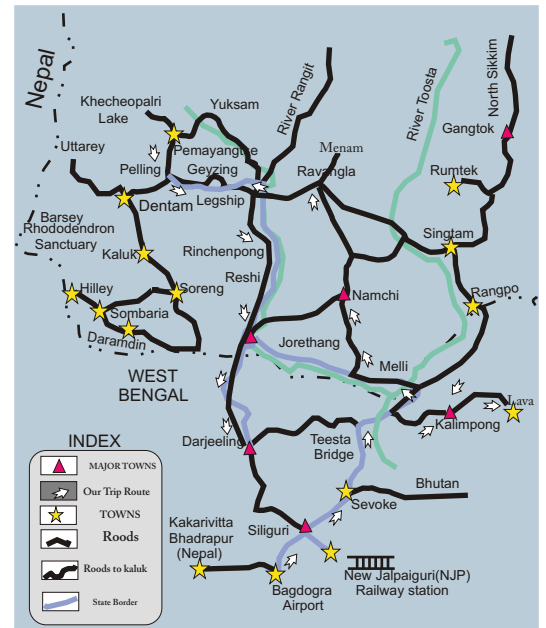 Nepal
Khecheopalri
Lake
Yuksam
River Rangit
River Toosta
North Sikkim
Gangtok
Uttarey
Pemayangtse
Pelling
Geyzing
Menam
Ravangla
Rumtek
Dentam
Legship
Barsey
Rhododendron
Sanctuary
Singtam
Rinchenpong
Kaluk
Reshi
Hilley
Soreng
Namchi
Rangpo
Sombaria
Daramdin
Jorethang
Melli
WEST
BENGAL
Lava
Kalimpong
Darjeeling
Teesta
Bridge
Bhutan
Sevoke
Kakarivitta
Bhadrapur
(Nepal)
Siliguri
New Jalpaiguri(NJP)
Railway station
Bagdogra
Airport
INDEX
MAJOR TOWNS
Our Trip Route
TOWNS
Roods
Roods to kaluk
State Border